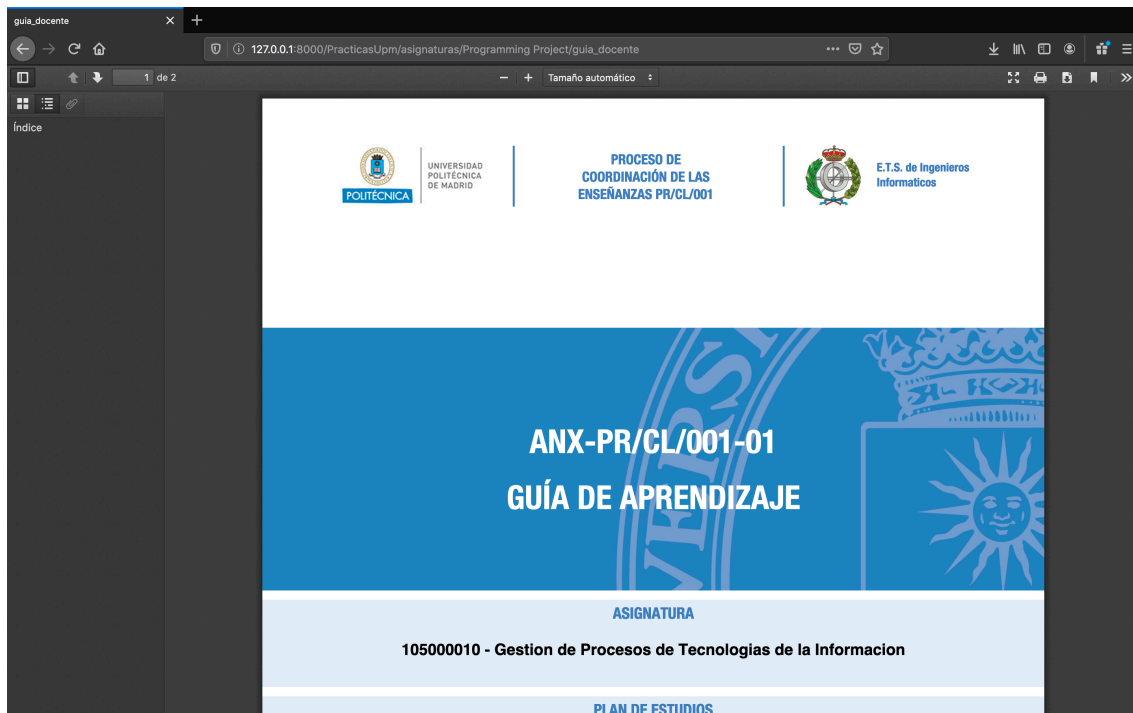 guia_docente
127.0.0.1:8000/PracticasUpm/asignaturas/Programming Project/guia_docente
1 de 2
Tamaño automático
Índice
POLITÉCNICA
UNIVERSIDAD
POLITÉCNICA
DE MADRID
PROCESO DE
COORDINACIÓN DE LAS
ENSEÑANZAS PR/CL/001
E.T.S. de Ingenieros
Informaticos
ANX-PR/CL/001-01
GUÍA DE APRENDIZAJE
ASIGNATURA
105000010 - Gestion de Procesos de Tecnologias de la Informacion
PLAN DE ESTUDIOS